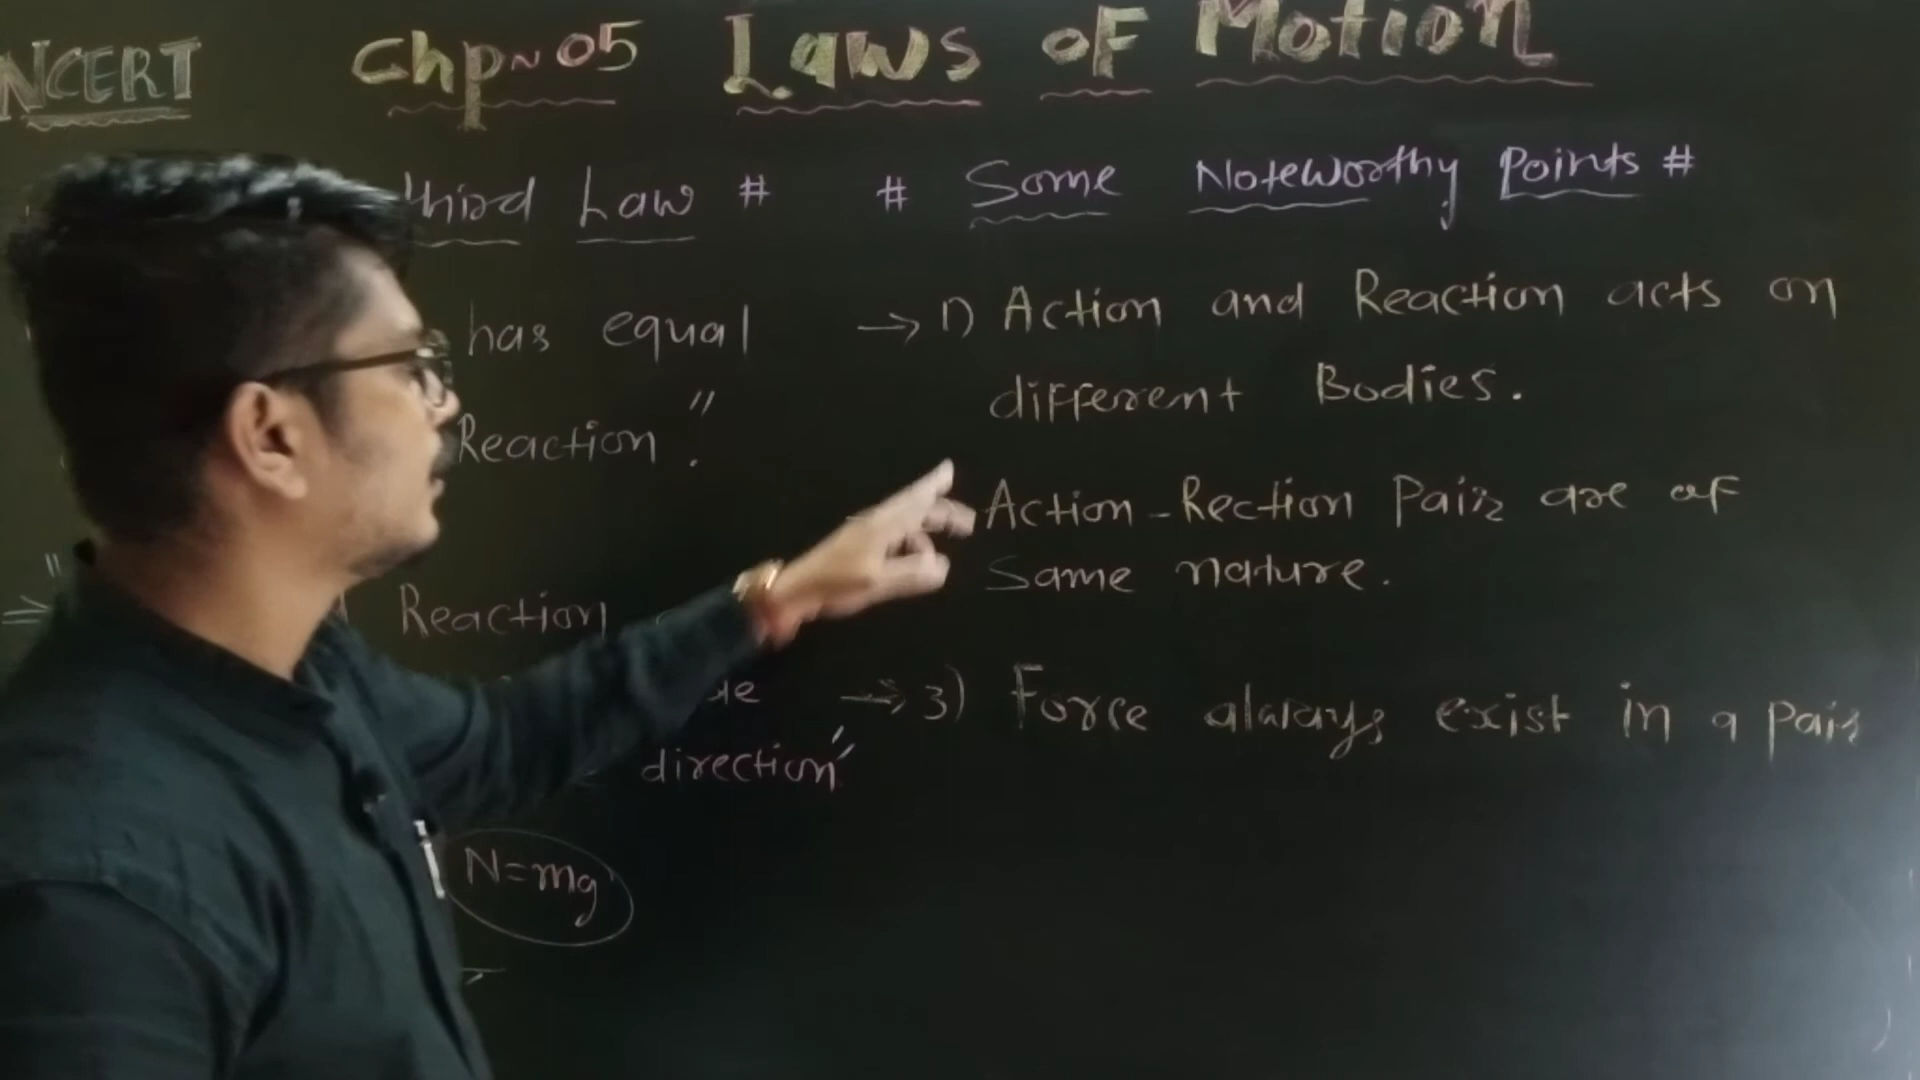 NCERT Chp~05 Laws of Motion
third Law #
has equal
Reaction."
Reaction
direction"
N=mg
# Some Noteworthy Points #
→ 1) Action and Reaction acts on
different Bodies.
Action-Rection Pair are of
Same nature.
→ 3) Force always exist in a pair